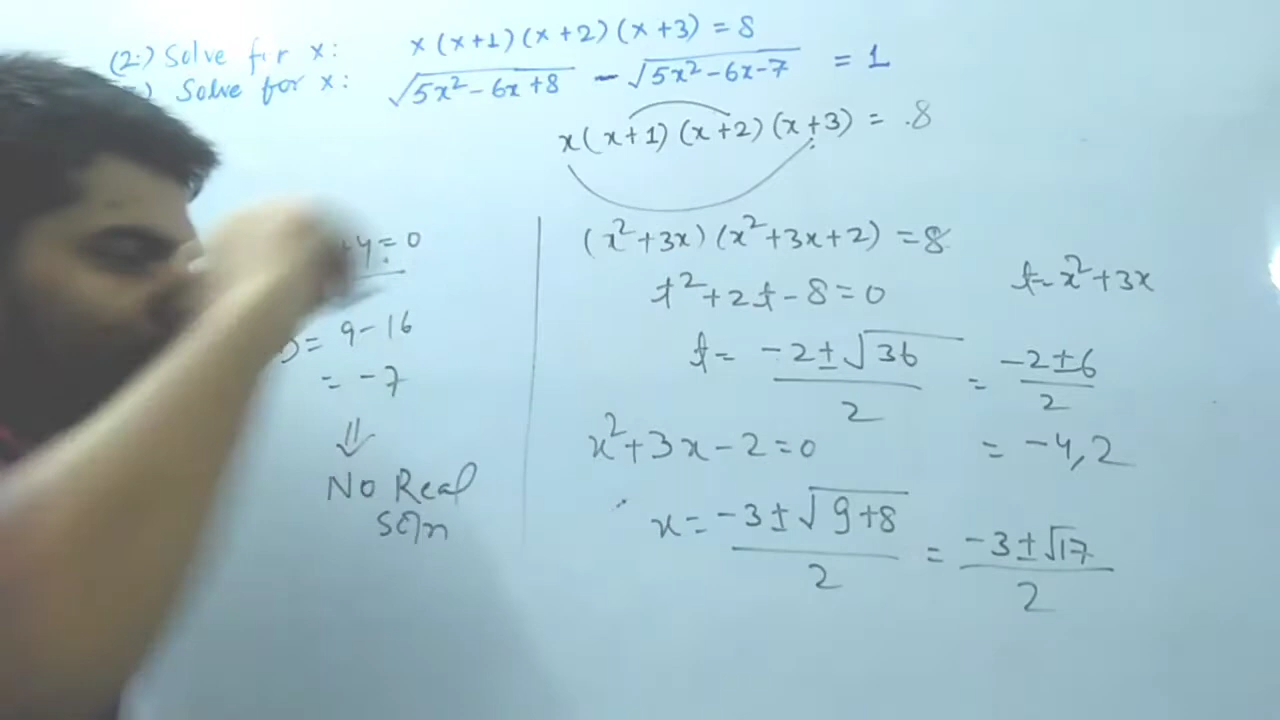 (2.) Solve for x: x(x+1)(x+2)(x+3) = 8
) Solve for x: √5x²-6x+8 - √5x²-6x-7 = 1
x(x+1)(x+2)(x+3) = .8
+4=0
D = 9-16
= -7
⇓
No Real
Soln
(x²+3x)(x²+3x+2) = 8
t²+2t-8=0 t=x²+3x
t = -2±√36/2 = -2±6/2
= -4,2
x²+3x-2=0
x = -3±√9+8/2 = -3±√17/2